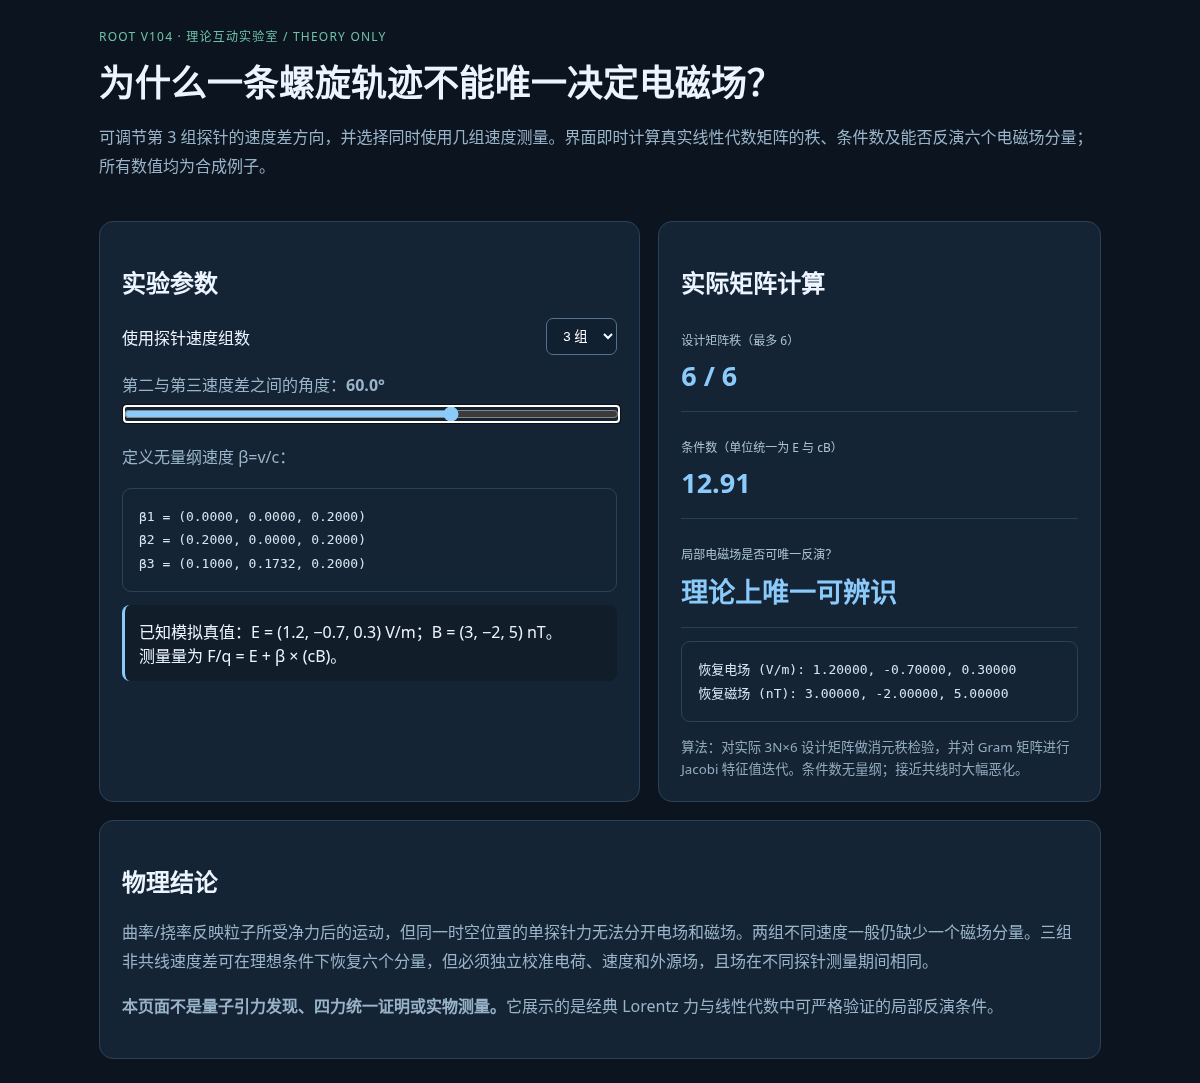 ROOT V104 · 理论互动实验室 / THEORY ONLY
为什么一条螺旋轨迹不能唯一决定电磁场？
可调节第 3 组探针的速度差方向，并选择同时使用几组速度测量。界面即时计算真实线性代数矩阵的秩、条件数及能否反演六个电磁场分量；
所有数值均为合成例子。
实验参数
使用探针速度组数
3 组
第二与第三速度差之间的角度：60.0°
定义无量纲速度 β=v/c：
β1 = (0.0000, 0.0000, 0.2000)
β2 = (0.2000, 0.0000, 0.2000)
β3 = (0.1000, 0.1732, 0.2000)
已知模拟真值：E = (1.2, −0.7, 0.3) V/m；B = (3, −2, 5) nT。
测量量为 F/q = E + β × (cB)。
实际矩阵计算
设计矩阵秩（最多 6）
6 / 6
条件数（单位统一为 E 与 cB）
12.91
局部电磁场是否可唯一反演？
理论上唯一可辨识
恢复电场 (V/m): 1.20000, -0.70000, 0.30000
恢复磁场 (nT): 3.00000, -2.00000, 5.00000
算法：对实际 3N×6 设计矩阵做消元秩检验，并对 Gram 矩阵进行
Jacobi 特征值迭代。条件数无量纲；接近共线时大幅恶化。
物理结论
曲率/挠率反映粒子所受净力后的运动，但同一时空位置的单探针力无法分开电场和磁场。两组不同速度一般仍缺少一个磁场分量。三组
非共线速度差可在理想条件下恢复六个分量，但必须独立校准电荷、速度和外源场，且场在不同探针测量期间相同。
本页面不是量子引力发现、四力统一证明或实物测量。它展示的是经典 Lorentz 力与线性代数中可严格验证的局部反演条件。